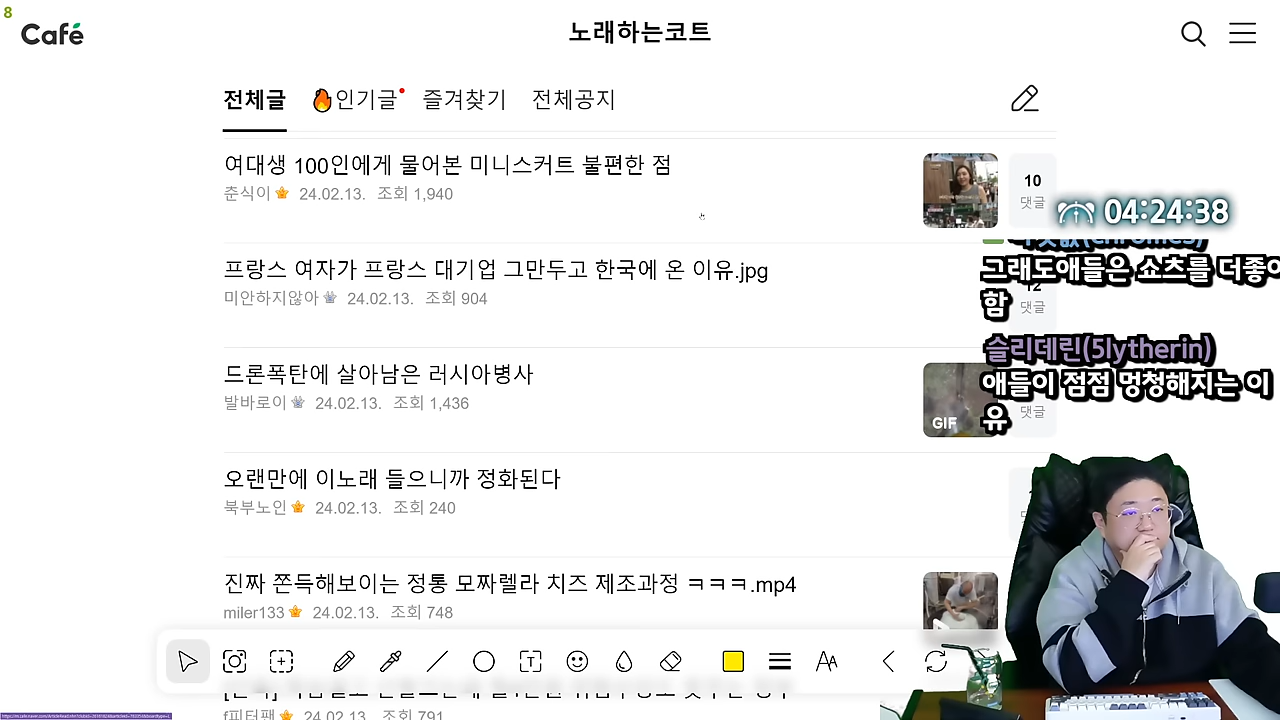 8
Café
노래하는코트
전체글 🔥인기글 즐겨찾기 전체공지
여대생 100인에게 물어본 미니스커트 불편한 점
춘식이 24.02.13. 조회 1,940
10
댓글
04:24:38
프랑스 여자가 프랑스 대기업 그만두고 한국에 온 이유.jpg
미안하지않아 24.02.13. 조회 904
12
댓글
그래도애들은 쇼츠를 더좋아
함
슬리데린(5lytherin)
애들이 점점 멍청해지는 이
유
드론폭탄에 살아남은 러시아병사
발바로이 24.02.13. 조회 1,436
GIF
댓글
오랜만에 이노래 들으니까 정화된다
북부노인 24.02.13. 조회 240
진짜 쫀득해보이는 정통 모짜렐라 치즈 제조과정 ㅋㅋㅋ.mp4
miler133 24.02.13. 조회 748
f피터팬 24.02.13. 조회 794